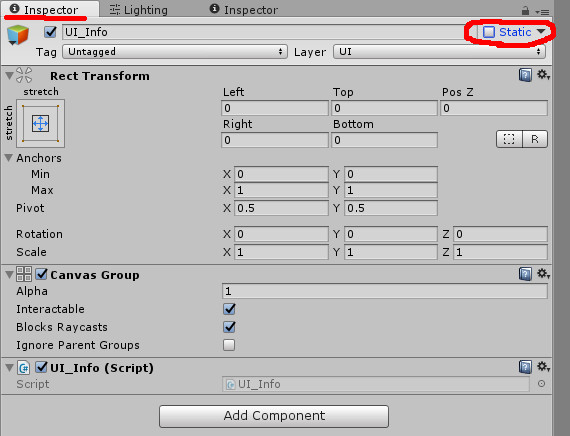 Inspector Lighting Inspector
UI_Info Static
Tag Untagged Layer UI
Rect Transform
stretch
stretch
Left Top Pos Z
0 0 0
Right Bottom
0 0
R
Anchors
Min X 0 Y 0
Max X 1 Y 1
Pivot X 0.5 Y 0.5
Rotation X 0 Y 0 Z 0
Scale X 1 Y 1 Z 1
Canvas Group
Alpha 1
Interactable
Blocks Raycasts
Ignore Parent Groups
UI_Info (Script)
Script UI_Info
Add Component